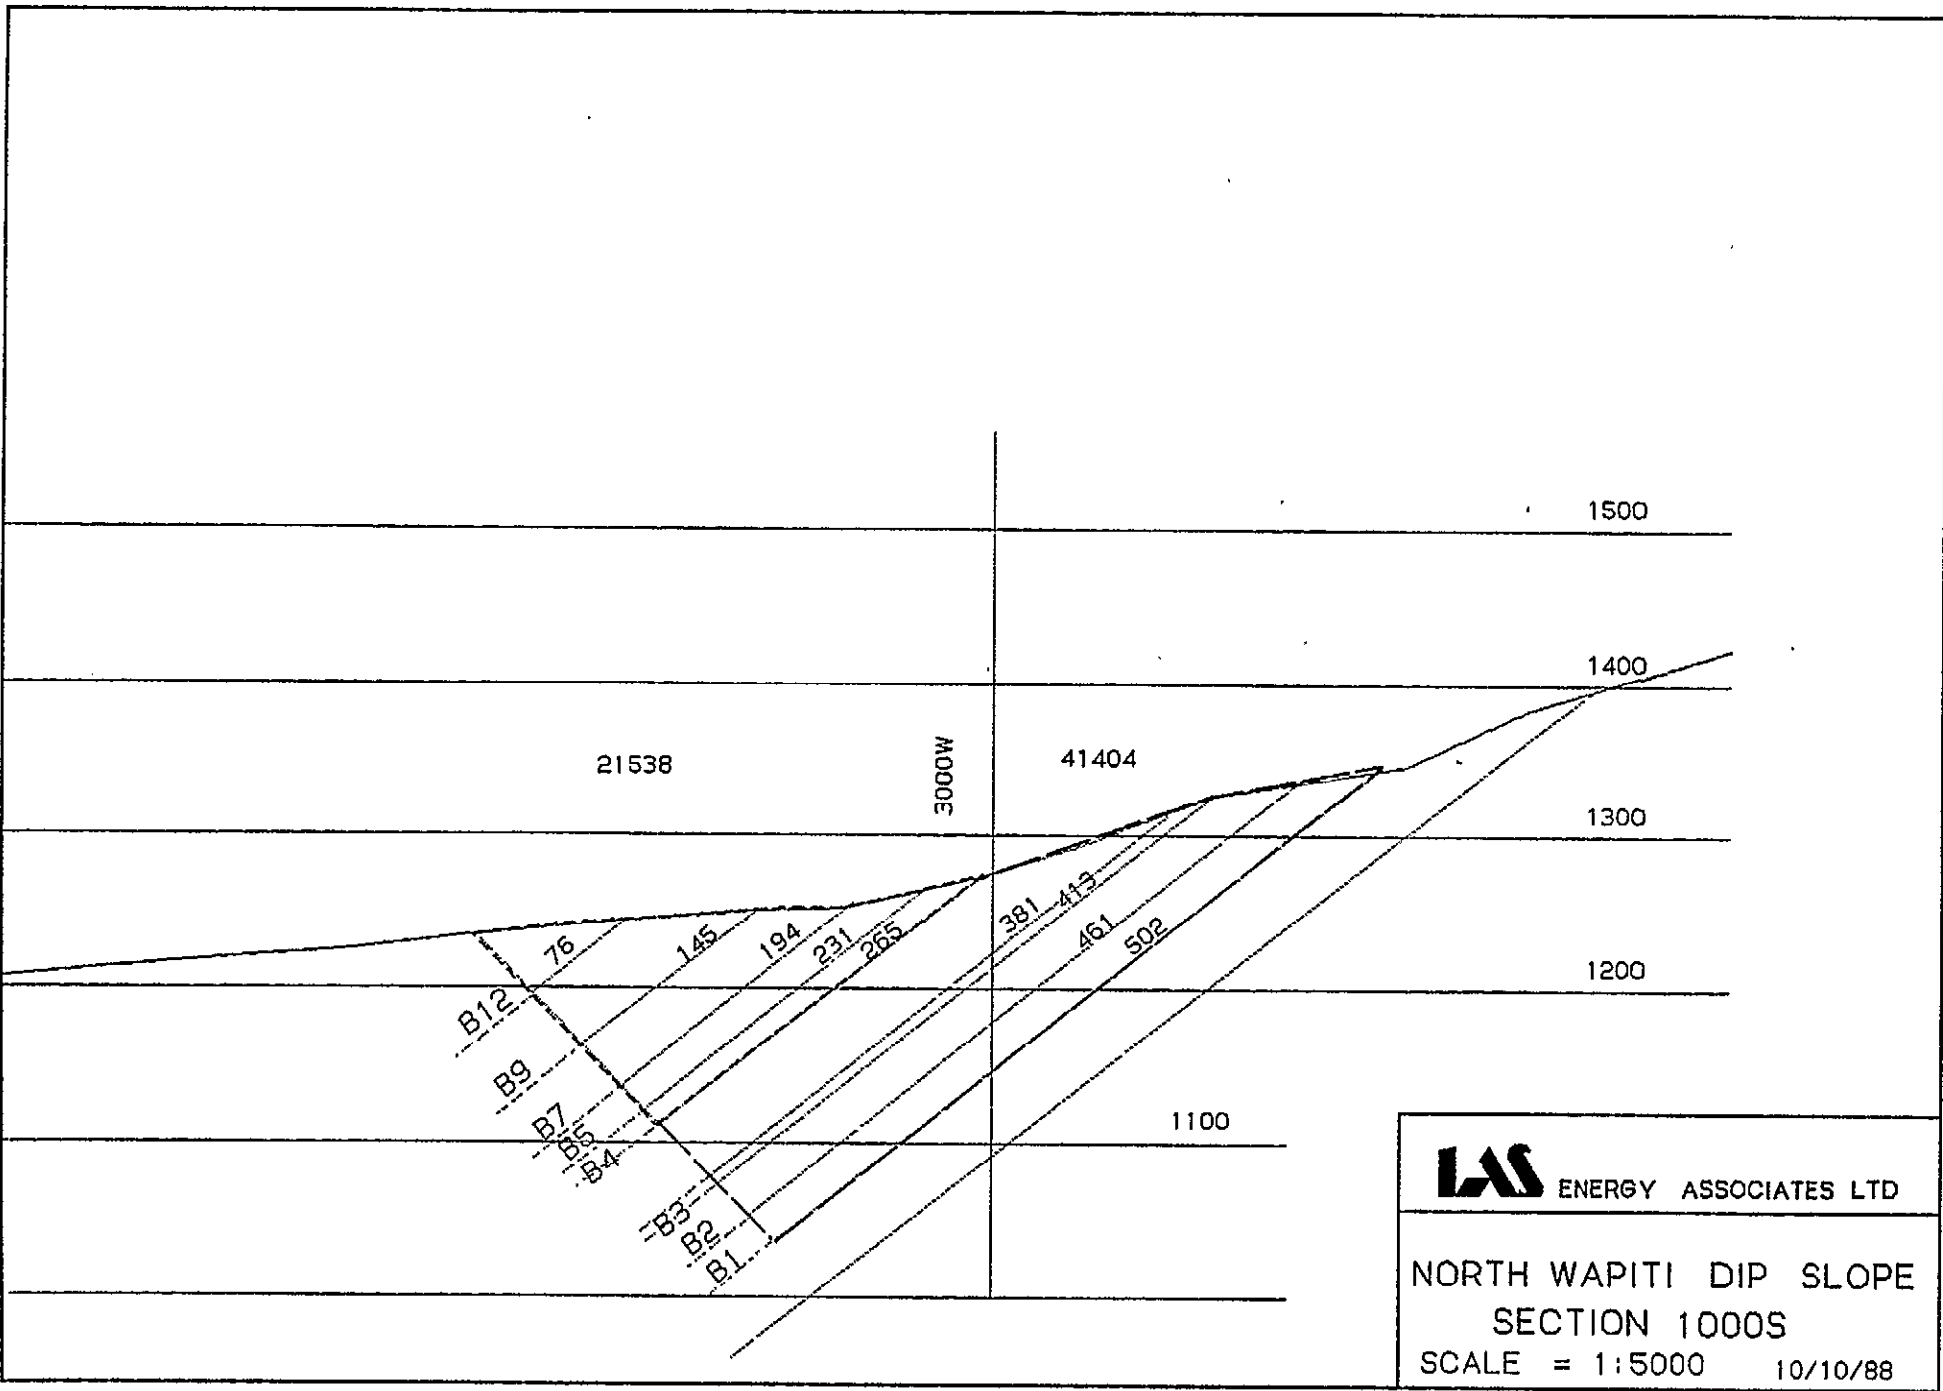 1500
1400
21538
3000W
41404
1300
76
145
194
231
265
381
413
461
502
1200
B12
B9
B7
B5
B4
B3
B2
B1
1100
LAS ENERGY ASSOCIATES LTD
NORTH WAPITI DIP SLOPE
SECTION 1000S
SCALE = 1:5000 10/10/88